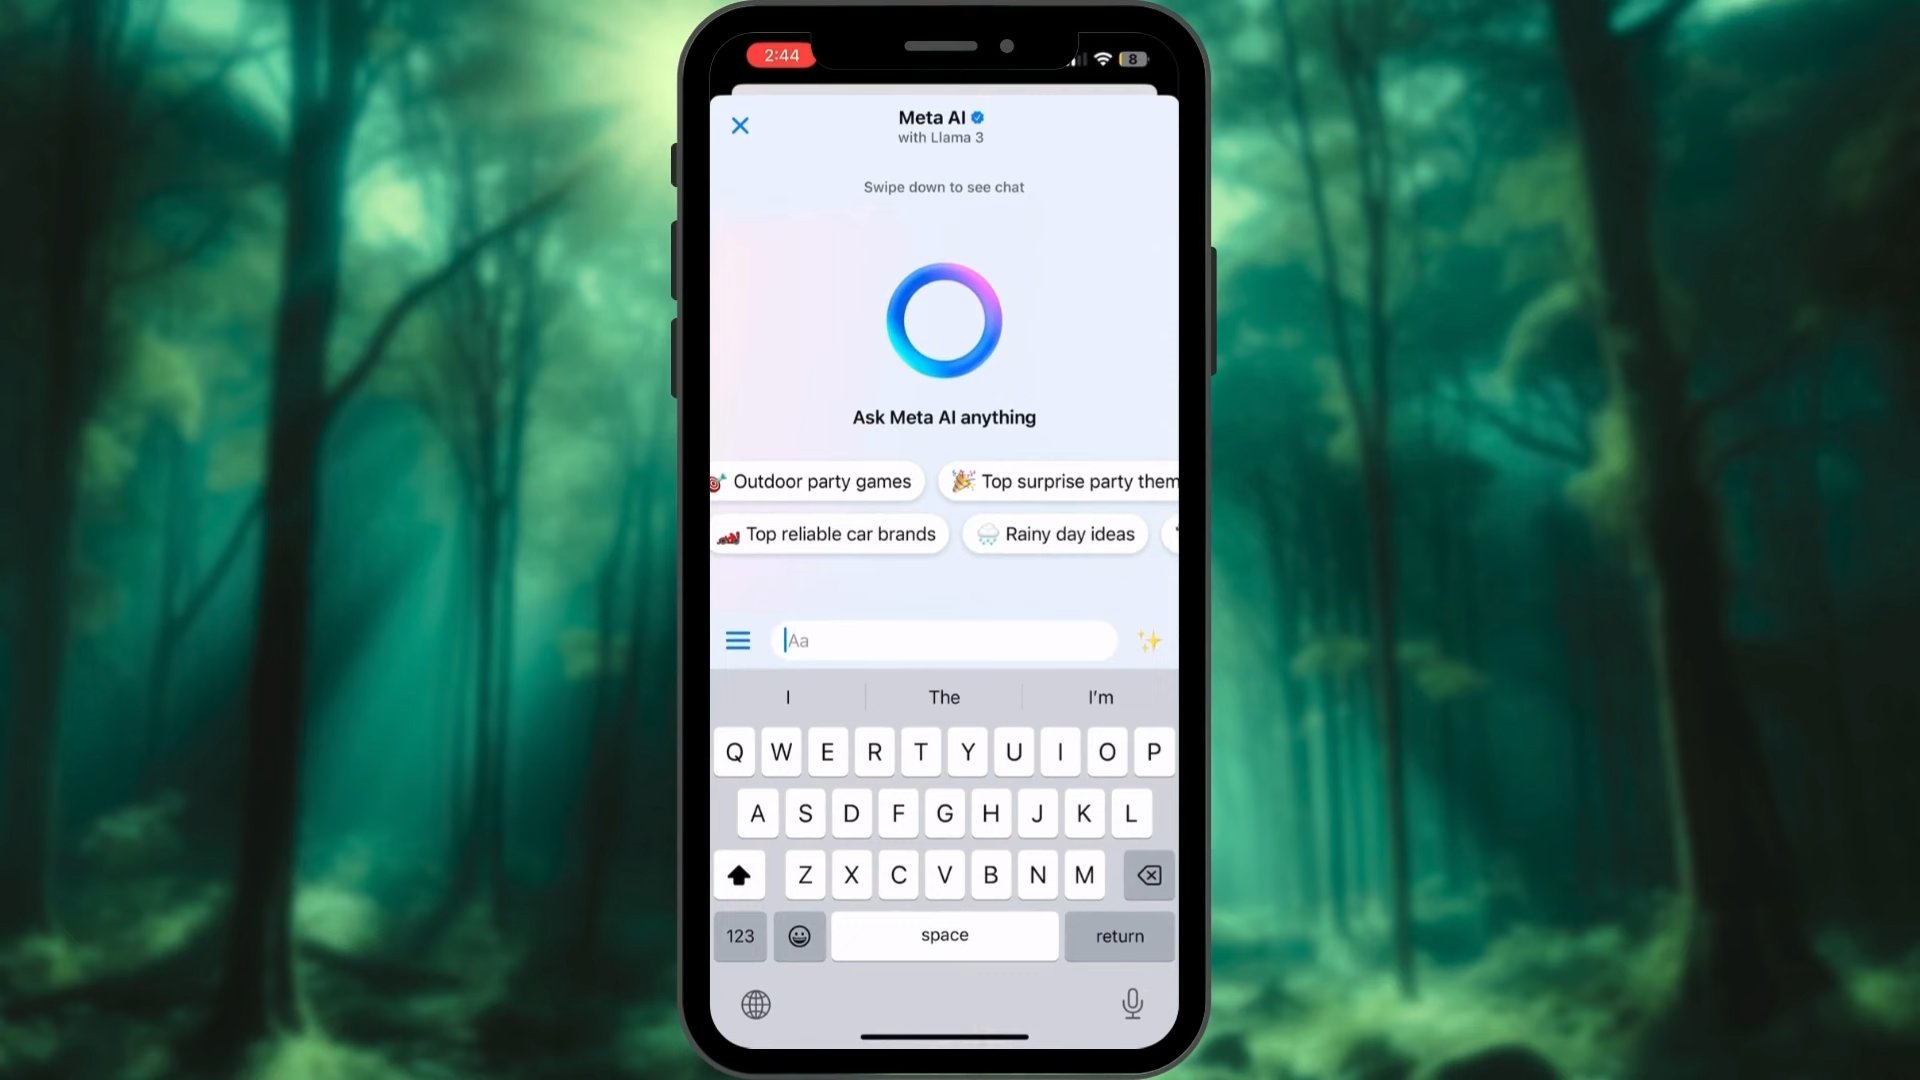 2:44
8
Meta AI
with Llama 3
Swipe down to see chat
Ask Meta AI anything
Outdoor party games
Top surprise party them
Top reliable car brands
Rainy day ideas
Aa
I The I'm
Q W E R T Y U I O P
A S D F G H J K L
Z X C V B N M
123 space return